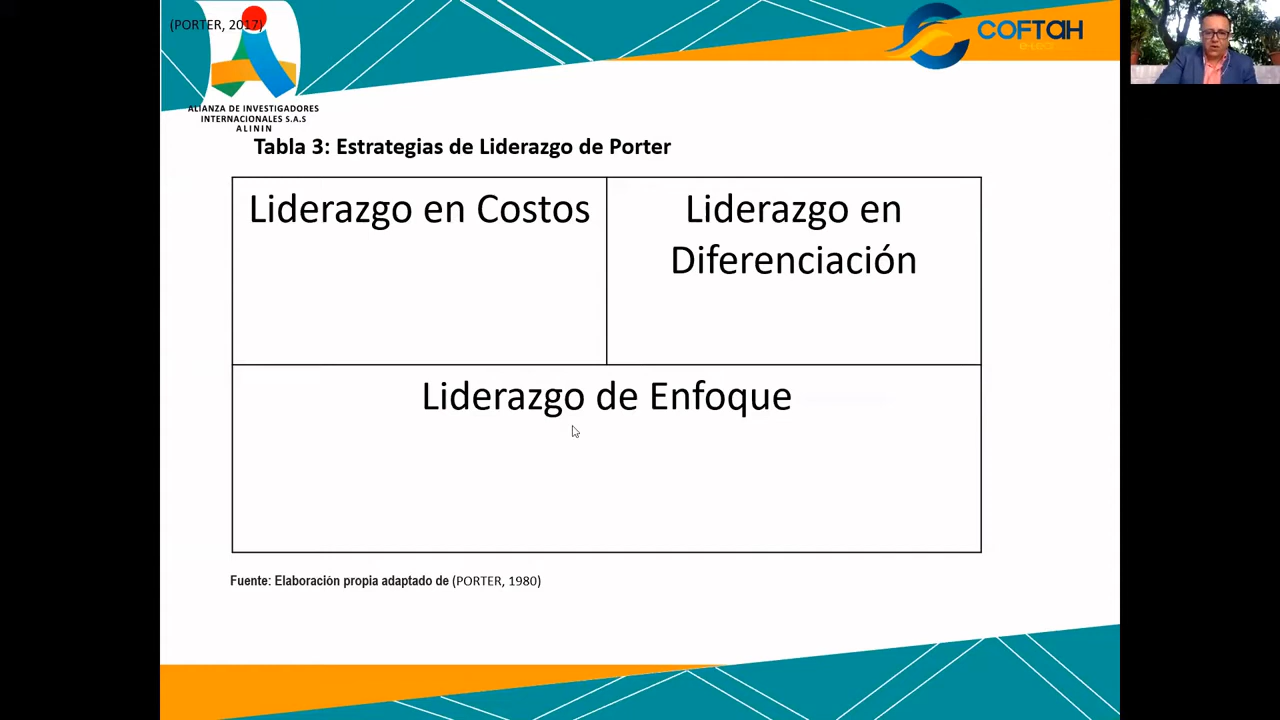 (PORTER, 2017)
COFTAH
ALIANZA DE INVESTIGADORES
INTERNACIONALES S.A.S
ALININ
Tabla 3: Estrategias de Liderazgo de Porter
Liderazgo en Costos
Liderazgo en
Diferenciación
Liderazgo de Enfoque
Fuente: Elaboración propia adaptado de (PORTER, 1980)